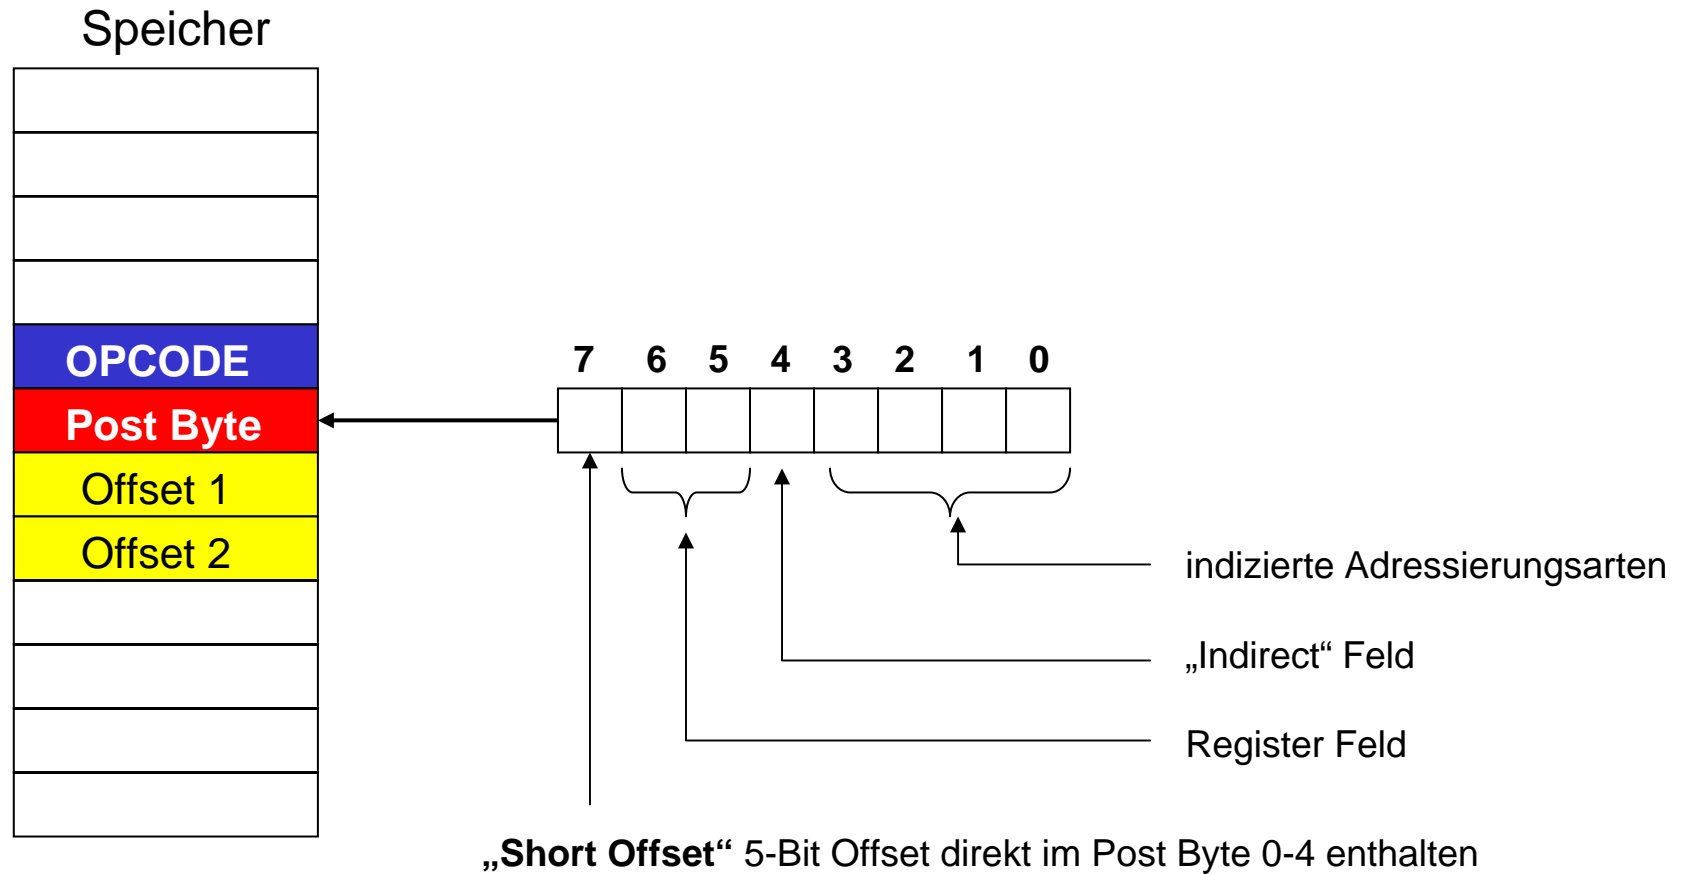 Speicher
OPCODE
Post Byte
Offset 1
Offset 2
7 6 5 4 3 2 1 0
indizierte Adressierungsarten
„Indirect“ Feld
Register Feld
„Short Offset“ 5-Bit Offset direkt im Post Byte 0-4 enthalten